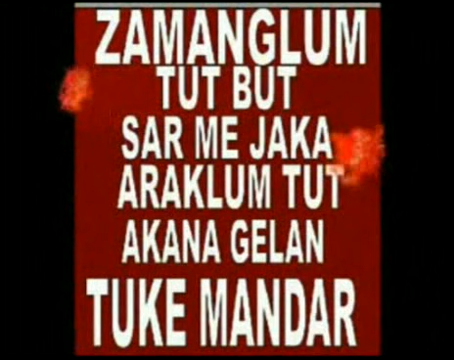 ZAMANGLUM
TUT BUT
SAR ME JAKA
ARAKLUM TUT
AKANA GELAN
TUKE MANDAR